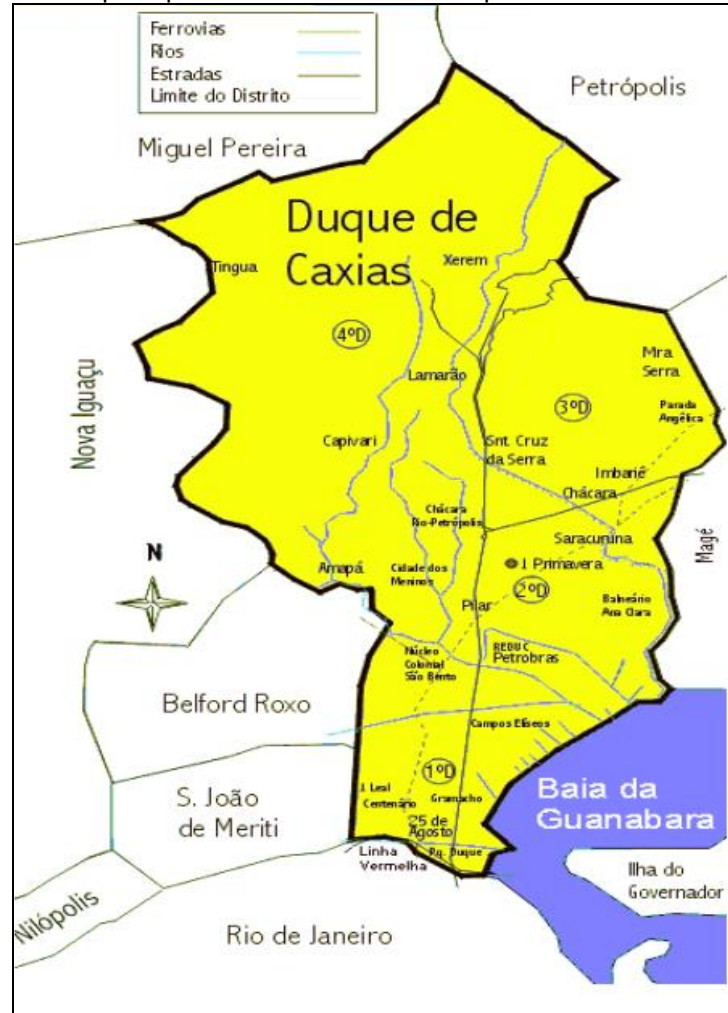 Ferrovias
Rios
Estradas
Limite do Distrito
Petrópolis
Miguel Pereira
Duque de
Caxias
Tingua
Xerem
4ºD
Nova Iguaçu
Lamarão
Mra
Serra
3ºD
Parada
Angêlica
Capivari
Snt. Cruz
da Serra
Imbariê
Chácara
Chácara
Rio-Petrópolis
Saracununa
Magé
N
Amapá
Cidade dos
Meninos
J Primavera
2ºD
Pilar
Balneário
Ana Clara
Núcleo
Colonial
São Bento
REDUC
Petrobras
Belford Roxo
Campos Elíseos
1ºD
S. João
de Meriti
J. Leal
Centenário
Gramacho
Baia da
Guanabara
25 de
Agosto
Linha
Vermelha
Pq. Duque
Ilha do
Governador
Nilópolis
Rio de Janeiro